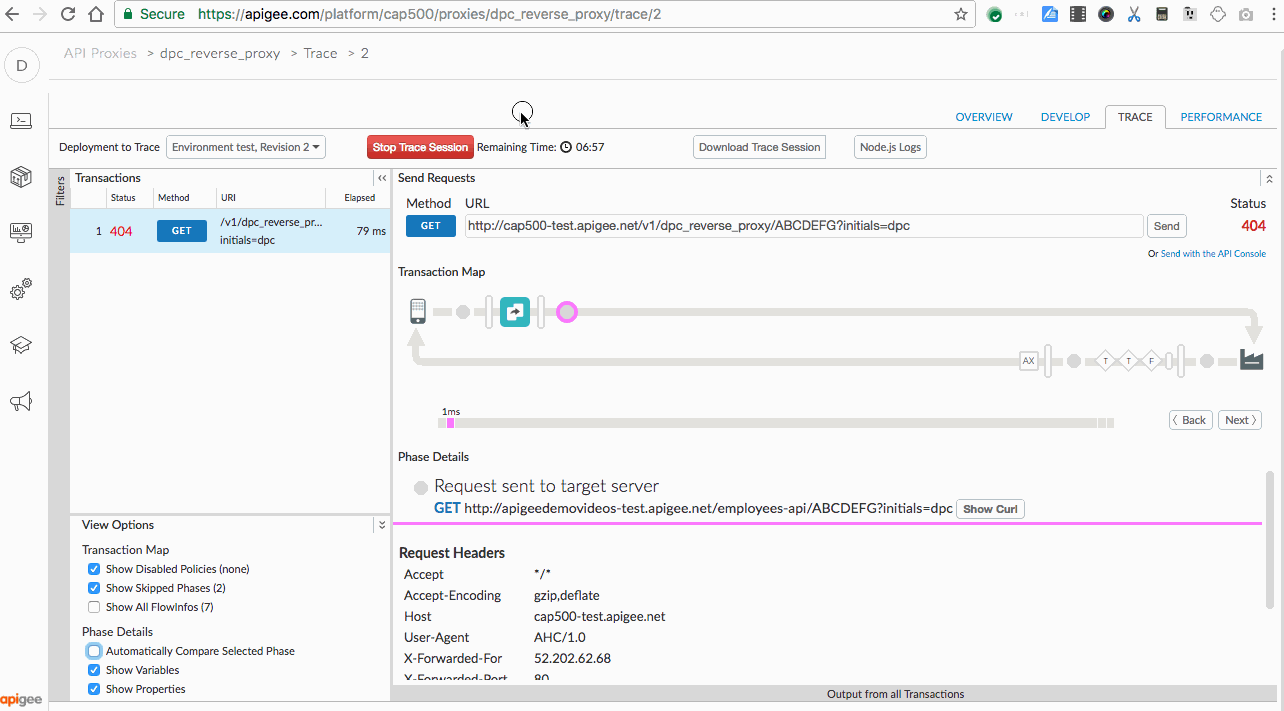 Secure https://apigee.com/platform/cap500/proxies/dpc_reverse_proxy/trace/2
D
API Proxies > dpc_reverse_proxy > Trace > 2
OVERVIEW DEVELOP TRACE PERFORMANCE
Deployment to Trace Environment test, Revision 2 Stop Trace Session Remaining Time: 06:57 Download Trace Session Node.js Logs
Filters
Transactions
Status Method URI Elapsed
1 404 GET /v1/dpc_reverse_pr... 79 ms
initials=dpc
Send Requests
Method URL Status
GET http://cap500-test.apigee.net/v1/dpc_reverse_proxy/ABCDEFG?initials=dpc Send 404
Or Send with the API Console
Transaction Map
AX T T F
1ms
Back Next
Phase Details
Request sent to target server
GET http://apigeedemovideos-test.apigee.net/employees-api/ABCDEFG?initials=dpc Show Curl
Request Headers
Accept */*
Accept-Encoding gzip,deflate
Host cap500-test.apigee.net
User-Agent AHC/1.0
X-Forwarded-For 52.202.62.68
X-Forwarded-Port 80
Output from all Transactions
View Options
Transaction Map
Show Disabled Policies (none)
Show Skipped Phases (2)
Show All FlowInfos (7)
Phase Details
Automatically Compare Selected Phase
Show Variables
Show Properties
apigee